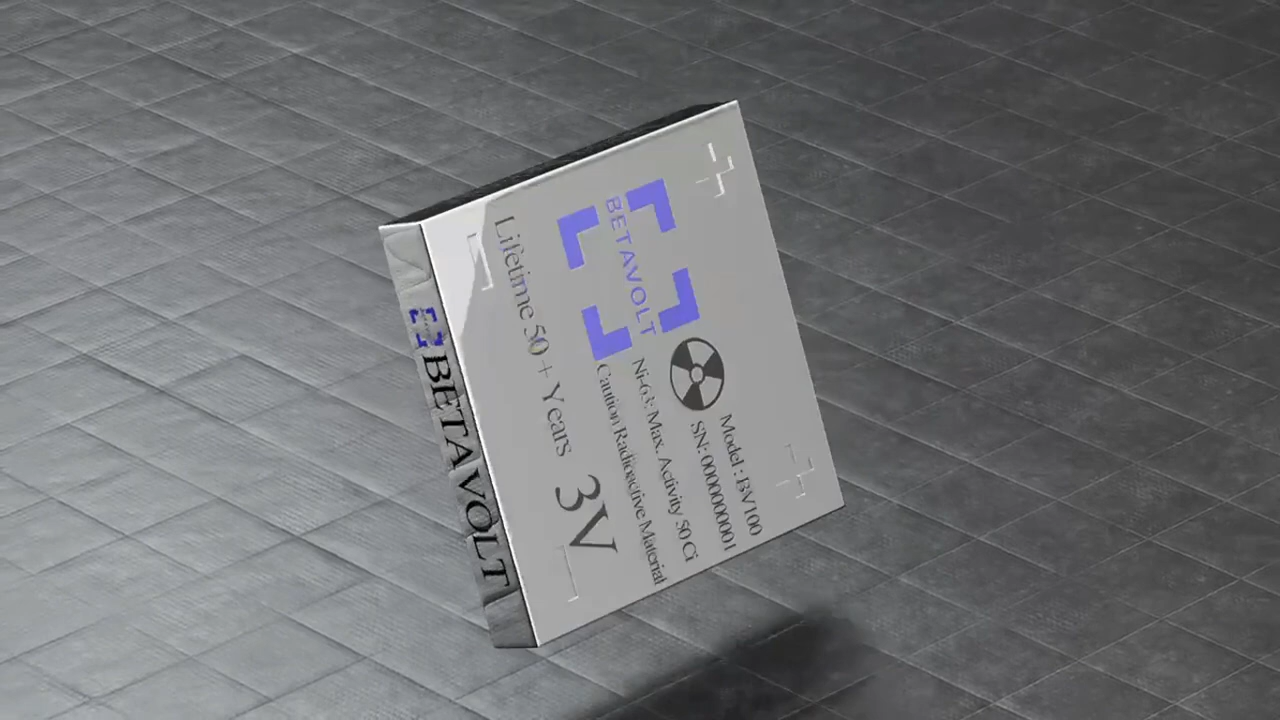 BETAVOLT
Model : BV100
SN: 0000000001
Ni-63: Max. Activity 50 Ci
Caution Radioactive Material
Lifetime 50+ Years
3V
BETAVOLT